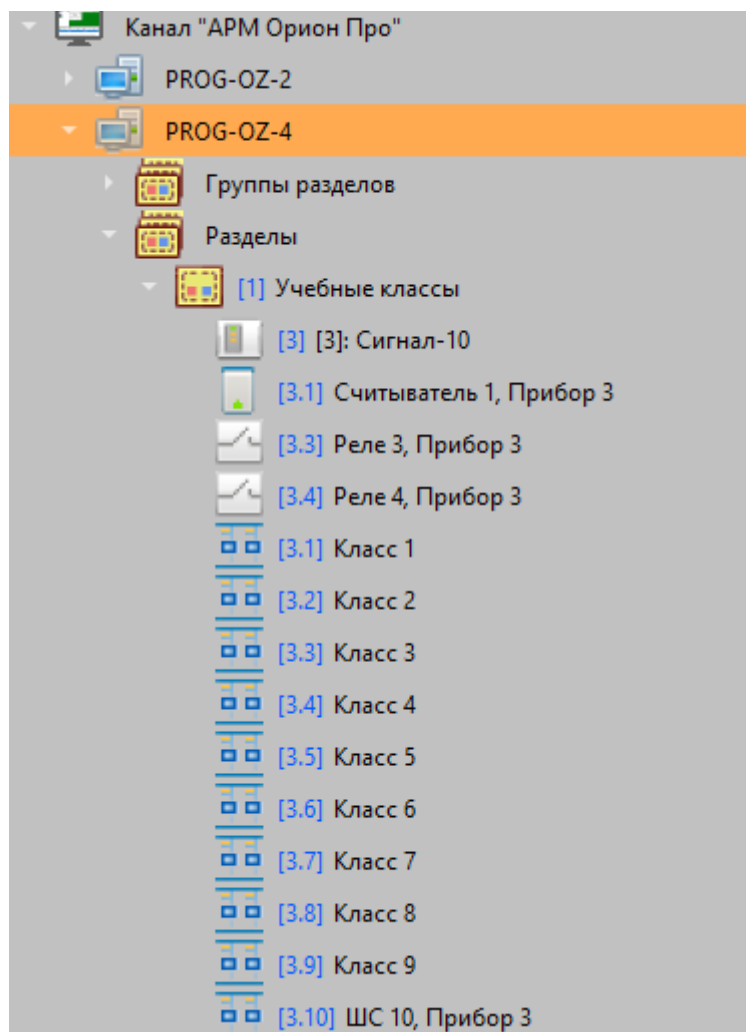 Канал "АРМ Орион Про"
PROG-OZ-2
PROG-OZ-4
Группы разделов
Разделы
[1] Учебные классы
[3] [3]: Сигнал-10
[3.1] Считыватель 1, Прибор 3
[3.3] Реле 3, Прибор 3
[3.4] Реле 4, Прибор 3
[3.1] Класс 1
[3.2] Класс 2
[3.3] Класс 3
[3.4] Класс 4
[3.5] Класс 5
[3.6] Класс 6
[3.7] Класс 7
[3.8] Класс 8
[3.9] Класс 9
[3.10] ШС 10, Прибор 3